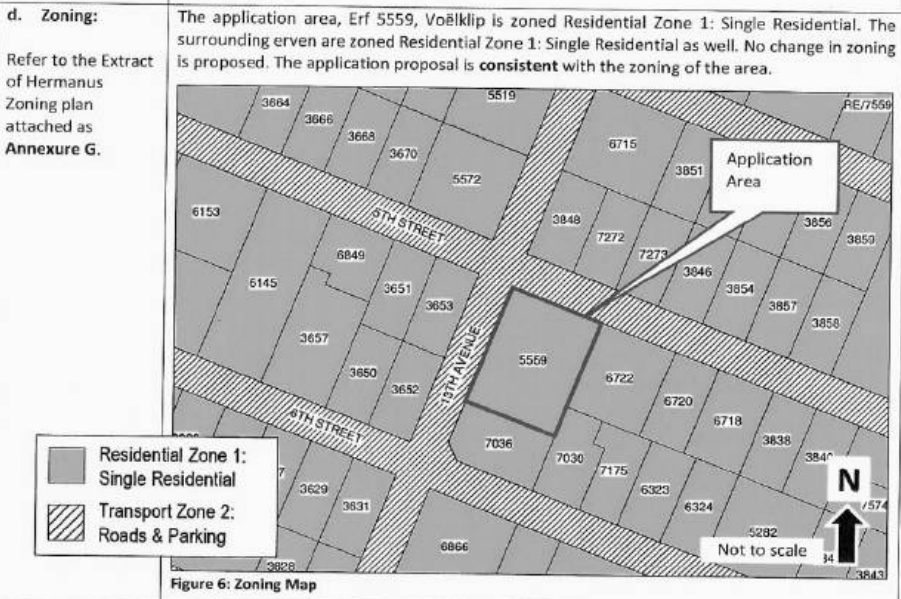 d. Zoning:
Refer to the Extract
of Hermanus
Zoning plan
attached as
Annexure G.
The application area, Erf 5559, Voëlklip is zoned Residential Zone 1: Single Residential. The
surrounding erven are zoned Residential Zone 1: Single Residential as well. No change in zoning
is proposed. The application proposal is consistent with the zoning of the area.
3664
3666
3668
3670
5519
5572
6715
3851
RE/7559
Application
Area
3856
3859
6153
5TH STREET
3848
7272
7273
3846
3854
3857
3858
6849
6145
3651
3653
3657
13TH AVENUE
5559
3650
3652
6722
6720
6718
3838
6TH STREET
7036
7030
7175
6323
6324
5282
3629
3631
6866
N
Not to scale
3843
Residential Zone 1:
Single Residential
Transport Zone 2:
Roads & Parking
Figure 6: Zoning Map